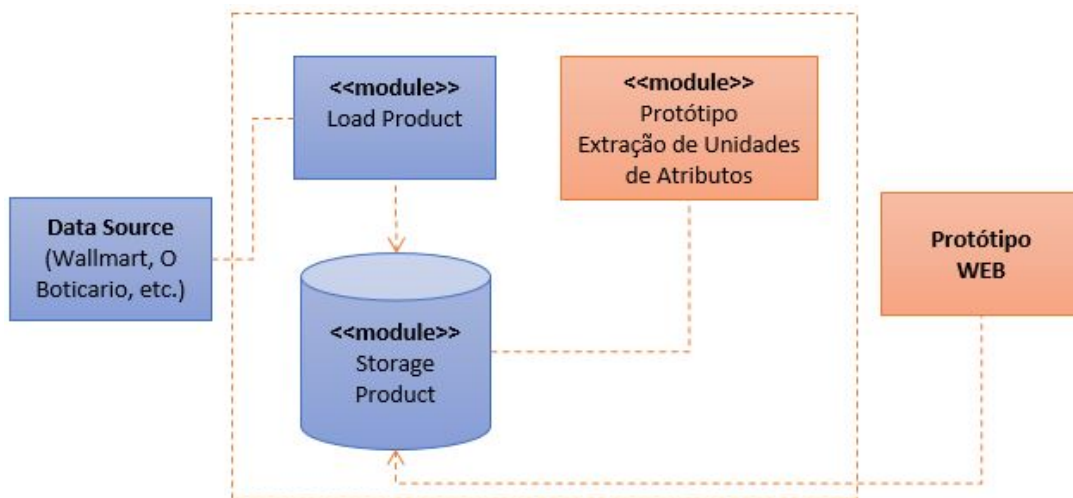 <<module>>
Load Product
<<module>>
Protótipo
Extração de Unidades
de Atributos
Data Source
(Wallmart, O
Boticario, etc.)
Protótipo
WEB
<<module>>
Storage
Product